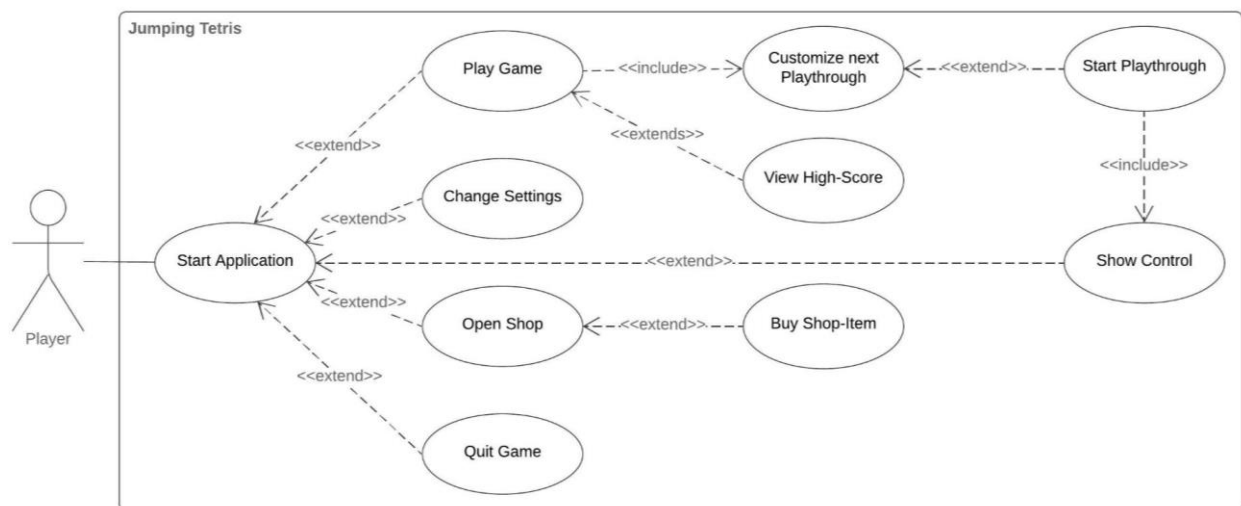 Jumping Tetris
Play Game
<<include>>
Customize next
Playthrough
<<extend>>
Start Playthrough
<<extend>>
<<extends>>
<<include>>
View High-Score
Change Settings
<<extend>>
Start Application
<<extend>>
Show Control
<<extend>>
Open Shop
<<extend>>
Buy Shop-Item
Player
<<extend>>
Quit Game